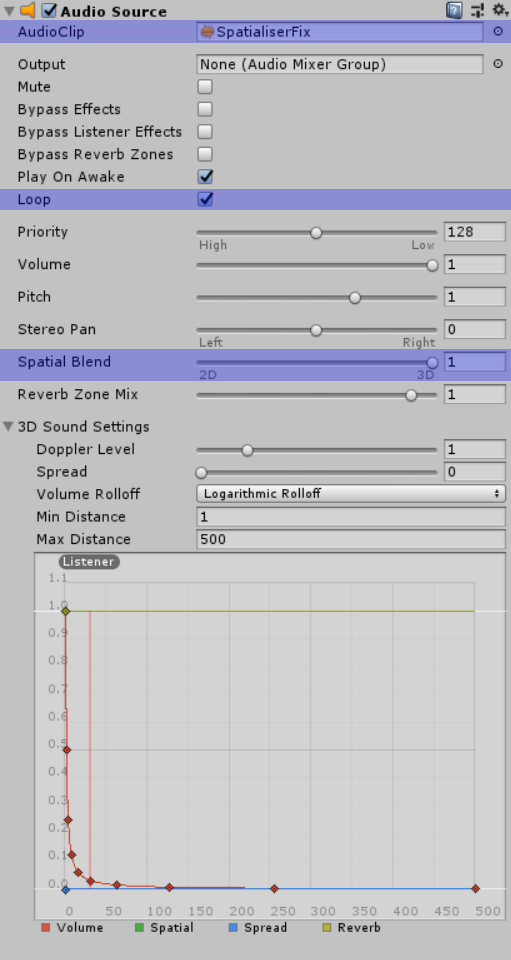 Audio Source
AudioClip SpatialiserFix
Output None (Audio Mixer Group)
Mute
Bypass Effects
Bypass Listener Effects
Bypass Reverb Zones
Play On Awake
Loop
Priority 128
High Low
Volume 1
Pitch 1
Stereo Pan 0
Left Right
Spatial Blend 1
2D 3D
Reverb Zone Mix 1
3D Sound Settings
Doppler Level 1
Spread 0
Volume Rolloff Logarithmic Rolloff
Min Distance 1
Max Distance 500
Listener
1.1
1.0
0.9
0.8
0.7
0.6
0.5
0.4
0.3
0.2
0.1
0.0
0 50 100 150 200 250 300 350 400 450 500
Volume Spatial Spread Reverb